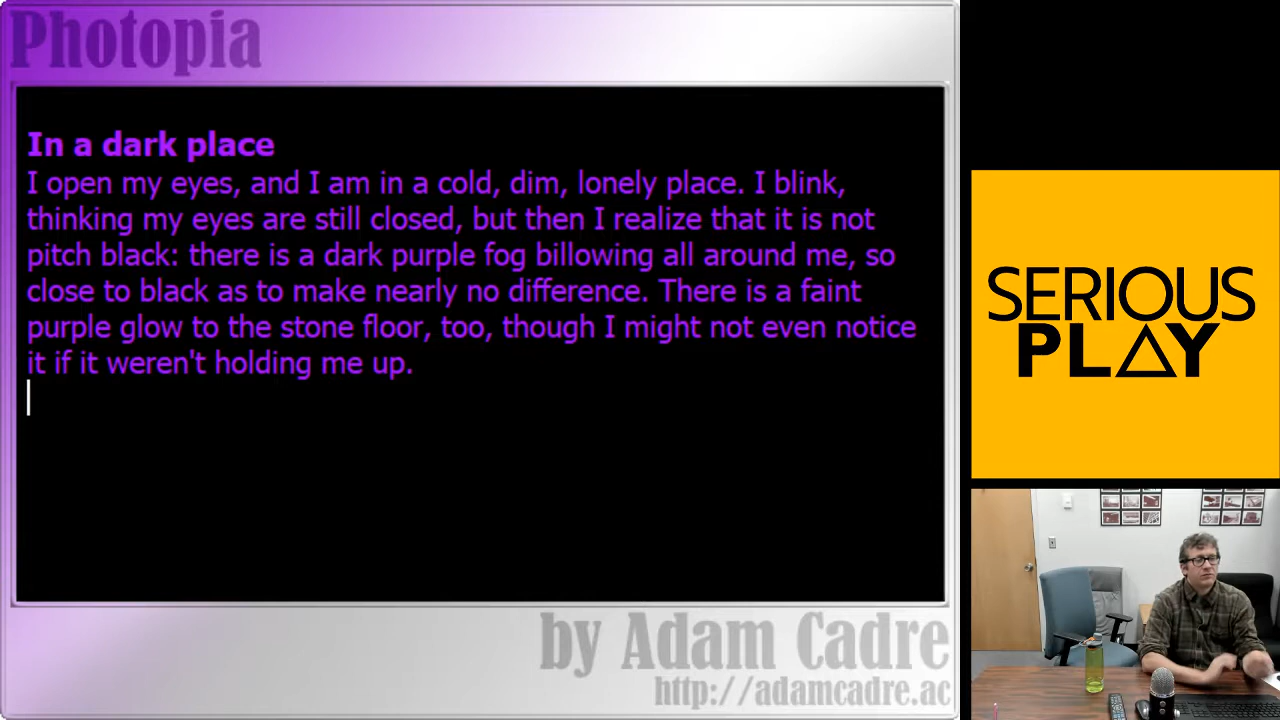 Photopia
In a dark place
I open my eyes, and I am in a cold, dim, lonely place. I blink,
thinking my eyes are still closed, but then I realize that it is not
pitch black: there is a dark purple fog billowing all around me, so
close to black as to make nearly no difference. There is a faint
purple glow to the stone floor, too, though I might not even notice
it if it weren't holding me up.
by Adam Cadre
http://adamcadre.ac
SERIOUS
PLAY